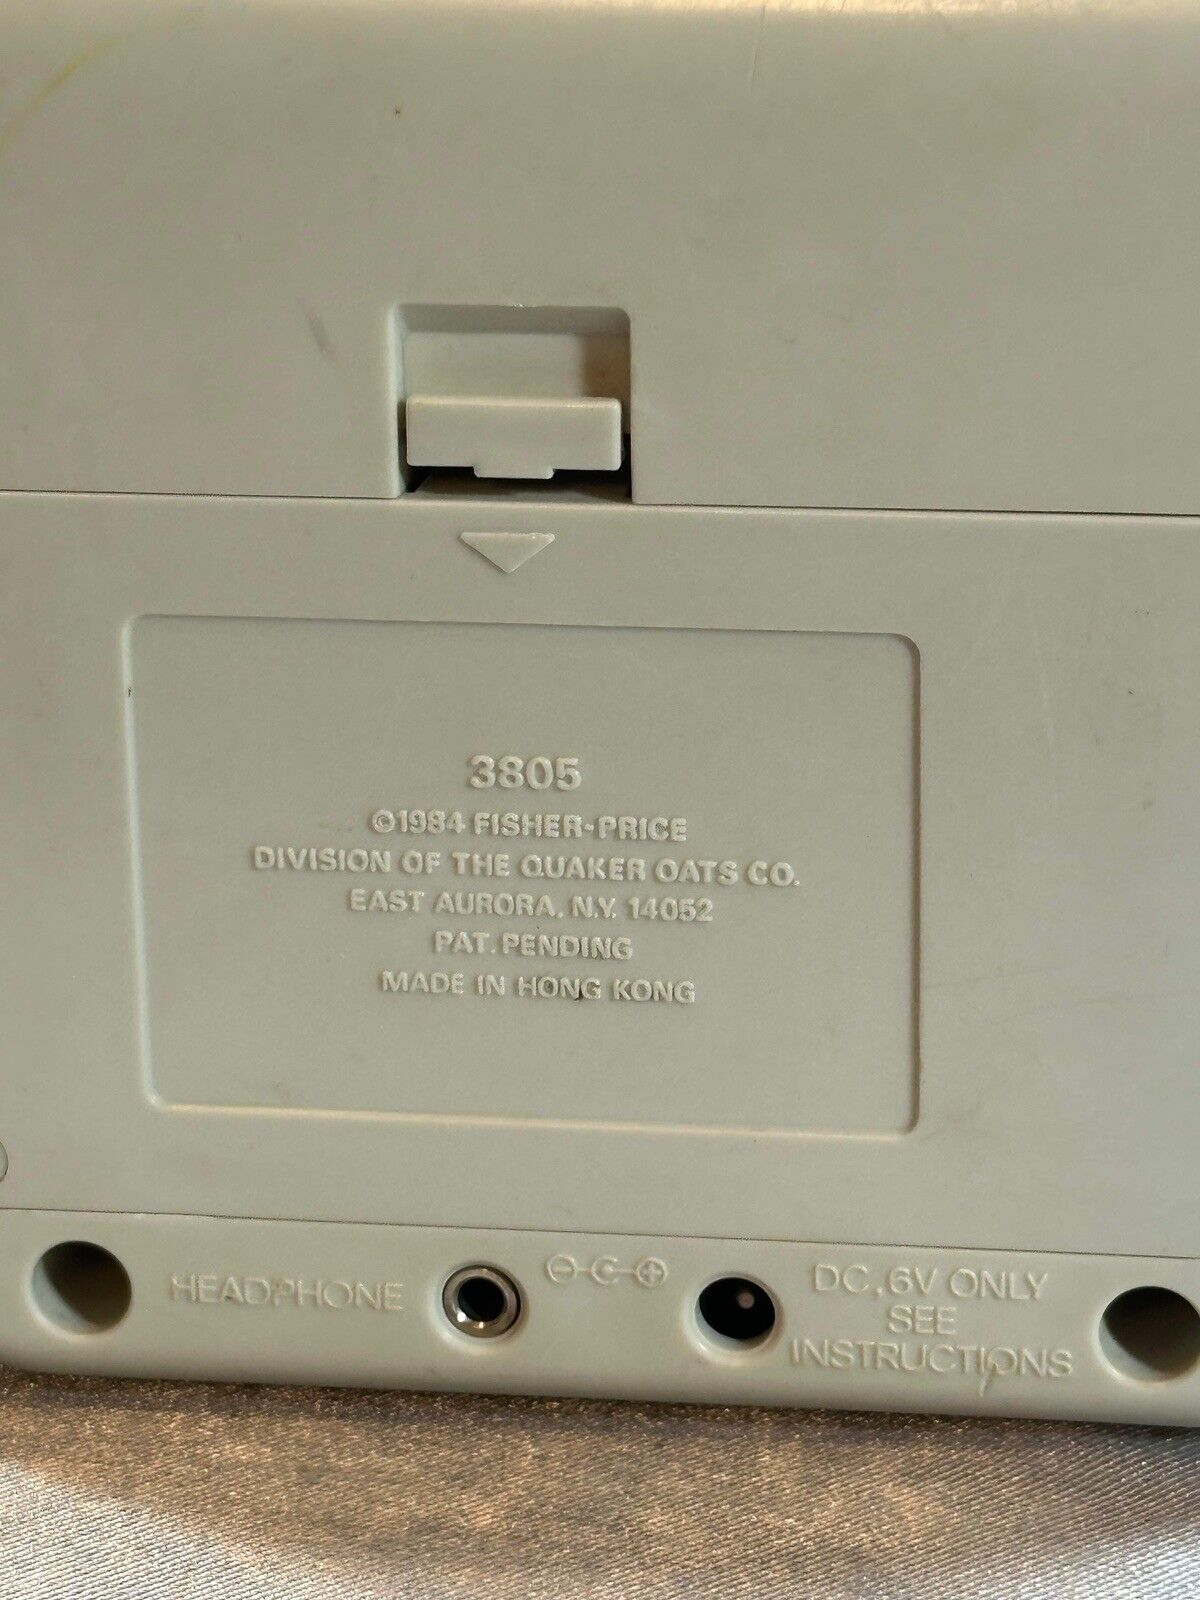 3805
©1984 FISHER-PRICE
DIVISION OF THE QUAKER OATS CO.
EAST AURORA, N.Y. 14052
PAT. PENDING
MADE IN HONG KONG
HEADPHONE
DC, 6V ONLY
SEE
INSTRUCTIONS